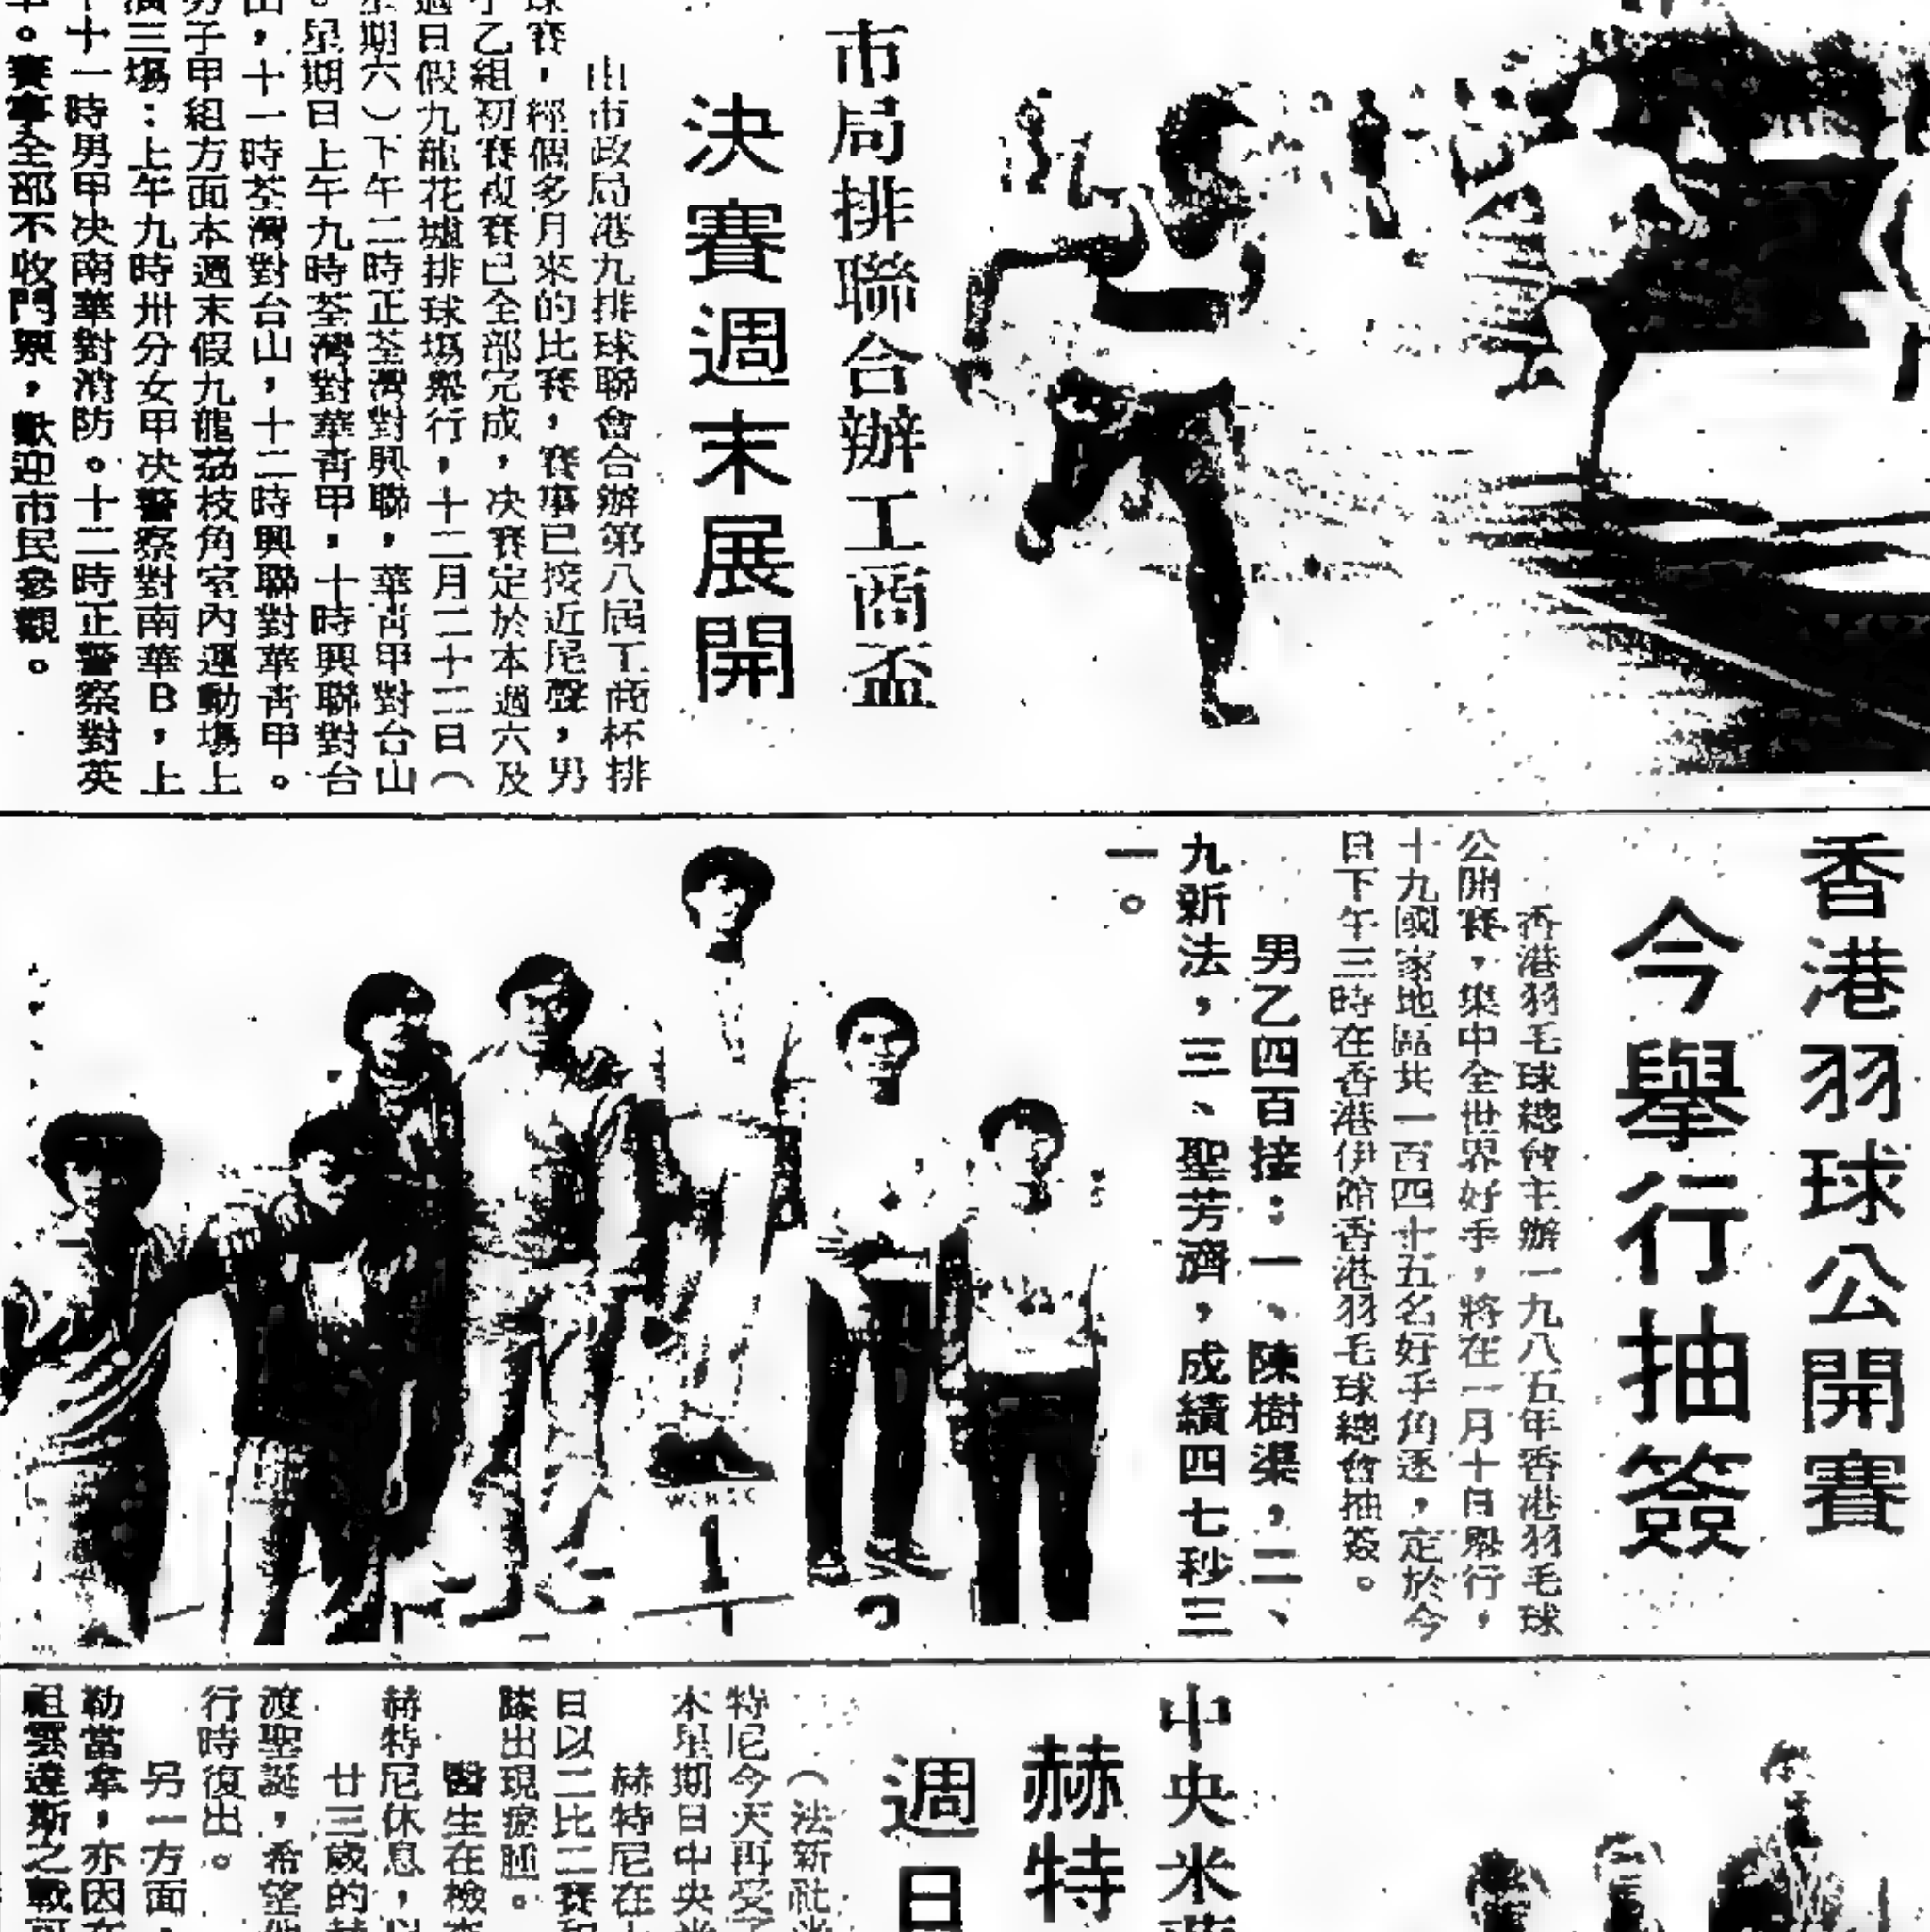 市局排聯合辦工商盃
決賽週末展開
由市政局港九排球聯會合辦第八屆工商杯排
球賽，經個多月來的比賽，賽事已接近尾聲，男
子乙組初賽複賽已全部完成，决賽定於本週六及
週日假九龍花墟排球塲舉行，十二月二十二日（
星期六）下午二時正荃灣對興聯，華靑甲對台山
。星期日上午九時荃灣對華靑甲，十時興聯對台
山，十一時荃灣對台山，十二時興聯對華靑甲。
男子甲組方面本週末假九龍荔枝角室內運動塲上
演三塲：上午九時卅分女甲决警察對南華B，上
午十一時男甲决南華對消防。十二時正警察對英
軍。賽事全部不收門票，歡迎市民參觀。
香港羽球公開賽
今舉行抽簽
香港羽毛球總會主辦一九八五年香港羽毛球
公開賽，集中全世界好手，將在一月十日舉行，
十九國家地區共一百四十五名好手角逐，定於今
日下午三時在香港伊館香港羽毛球總會抽簽。
男乙四百接：一、陳樹渠，二、
九新法，三、聖芳濟，成績四七秒三
一。
1
2
中央米
赫特
週日
（法新社
特尼今天再受了
本星期日中央
赫特尼在
日以二比二賽和
踝出現瘀腫。
醫生在檢查
赫特尼休息，以
廿三歲的赫
渡聖誕，希望他
行時復出。
另一方面，
勒當拿，亦因在
祖雲達斯之戰